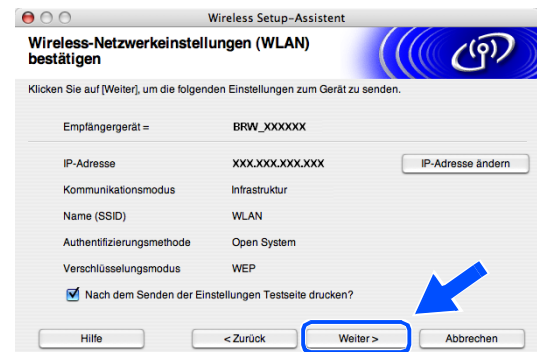 Wireless Setup-Assistent
Wireless-Netzwerkeinstellungen (WLAN)
bestätigen
Klicken Sie auf [Weiter], um die folgenden Einstellungen zum Gerät zu senden.
Empfängergerät = BRW_XXXXXX
IP-Adresse XXX.XXX.XXX.XXX IP-Adresse ändern
Kommunikationsmodus Infrastruktur
Name (SSID) WLAN
Authentifizierungsmethode Open System
Verschlüsselungsmodus WEP
Nach dem Senden der Einstellungen Testseite drucken?
Hilfe < Zurück Weiter > Abbrechen